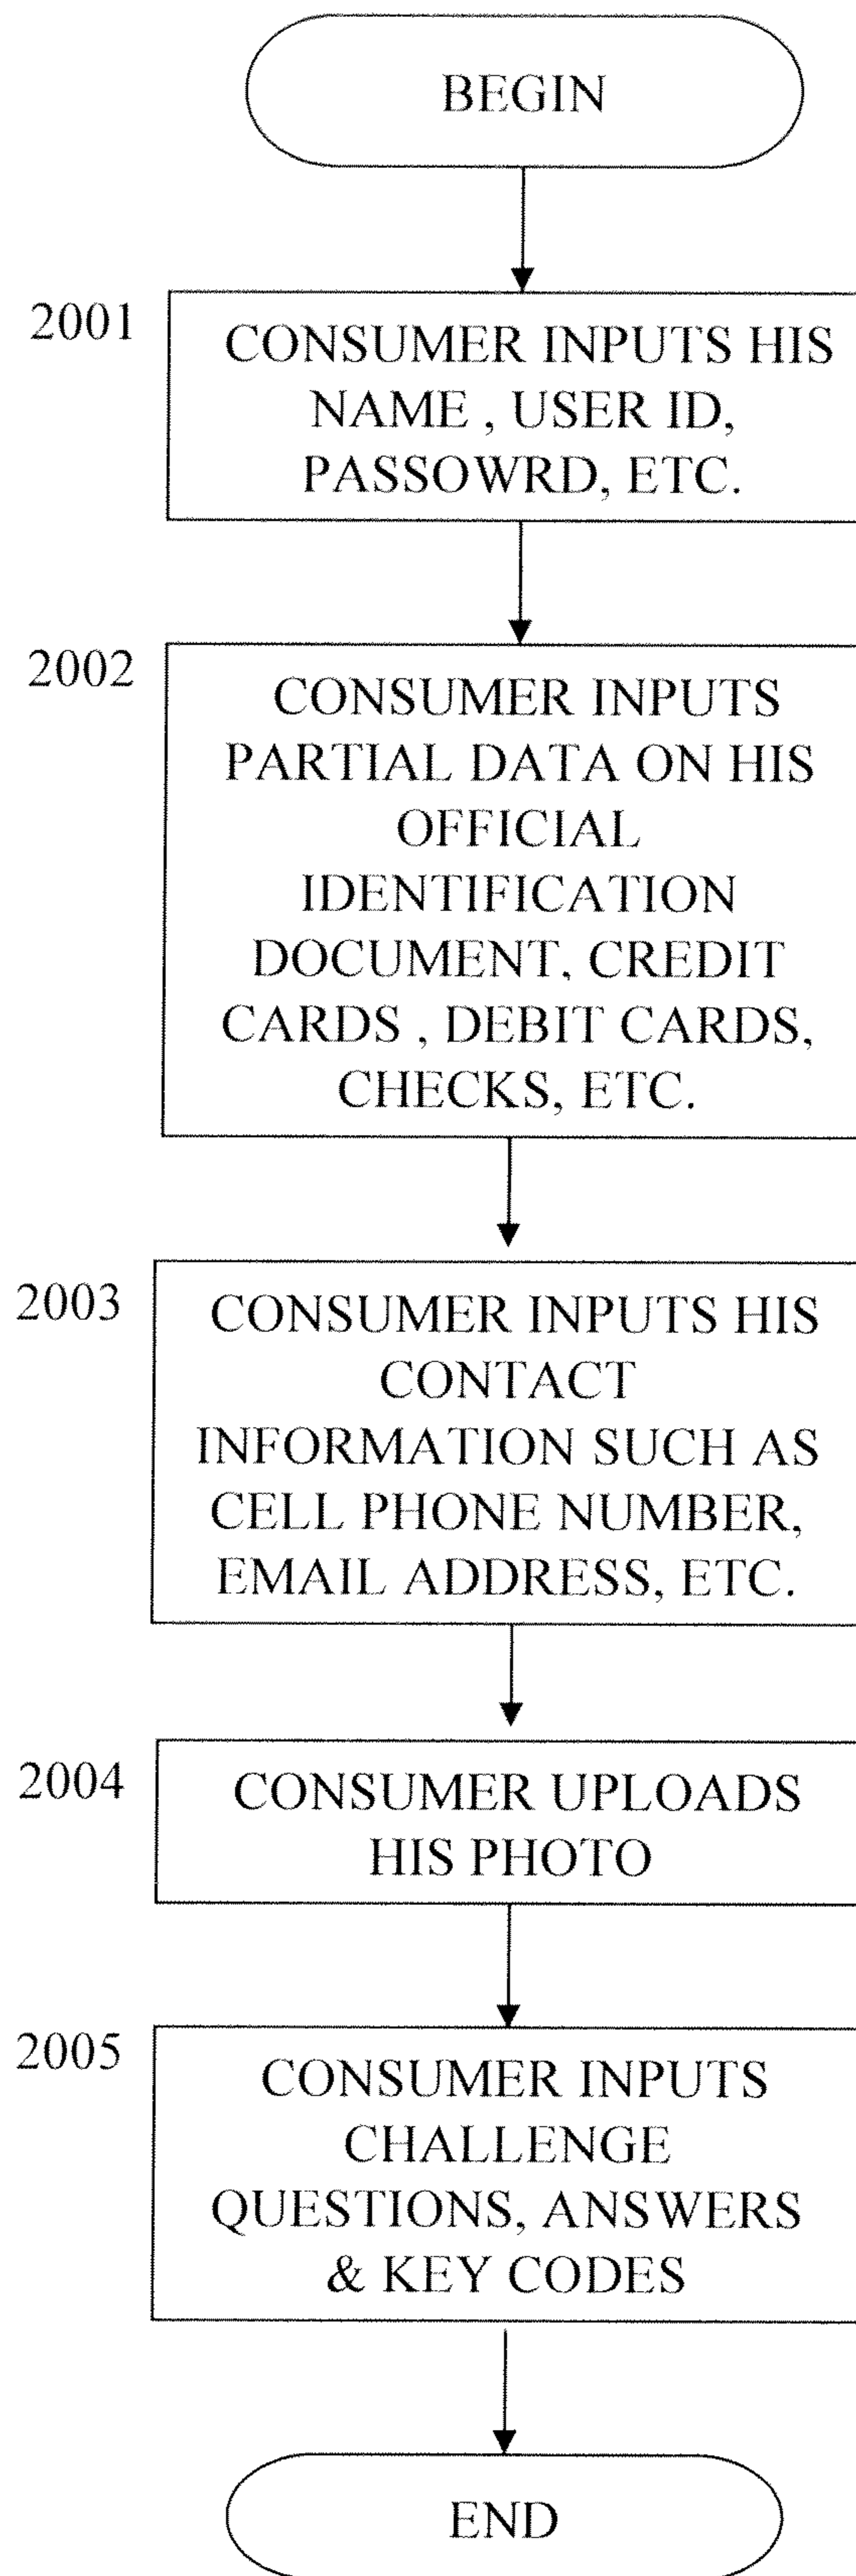 BEGIN
2001
CONSUMER INPUTS HIS
NAME , USER ID,
PASSOWRD, ETC.
2002
CONSUMER INPUTS
PARTIAL DATA ON HIS
OFFICIAL
IDENTIFICATION
DOCUMENT, CREDIT
CARDS , DEBIT CARDS,
CHECKS, ETC.
2003
CONSUMER INPUTS HIS
CONTACT
INFORMATION SUCH AS
CELL PHONE NUMBER,
EMAIL ADDRESS, ETC.
2004
CONSUMER UPLOADS
HIS PHOTO
2005
CONSUMER INPUTS
CHALLENGE
QUESTIONS, ANSWERS
& KEY CODES
END